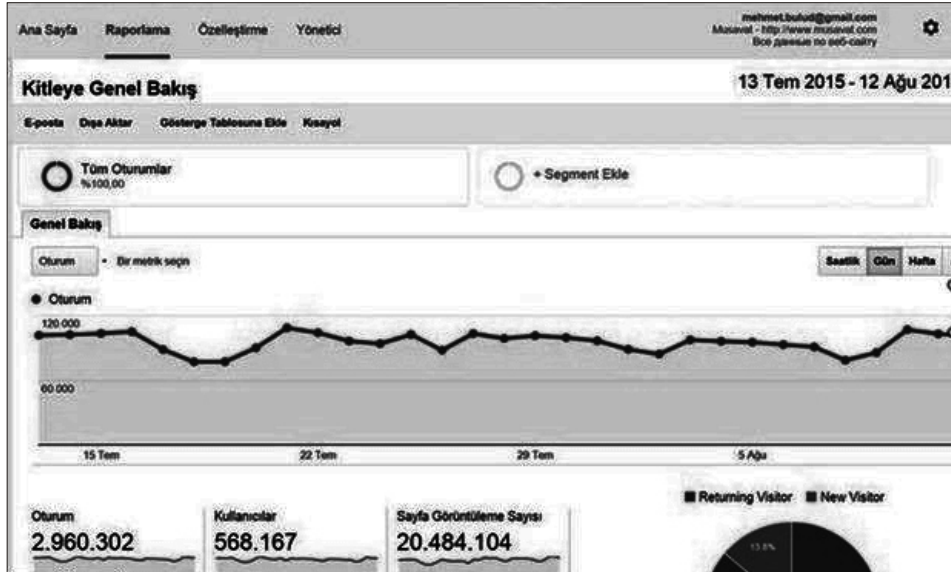 Ana Sayfa Raporlama Özelleştirme Yönetici
mehmet.bulud@gmail.com
Musavat - http://www.musavat.com
Все данные по веб-сайту
Kitleye Genel Bakış
13 Tem 2015 - 12 Ağu 201
E-posta Dışa Aktar Gösterge Tablosuna Ekle Kısayol
Tüm Oturumlar
%100,00
+ Segment Ekle
Genel Bakış
Oturum Bir metrik seçin
Saatlik Gün Hafta
Oturum
120 000
60 000
15 Tem 22 Tem 29 Tem 5 Ağu
Returning Visitor New Visitor
Oturum Kullanıcılar Sayfa Görüntüleme Sayısı
2.960.302 568.167 20.484.104
13.8%